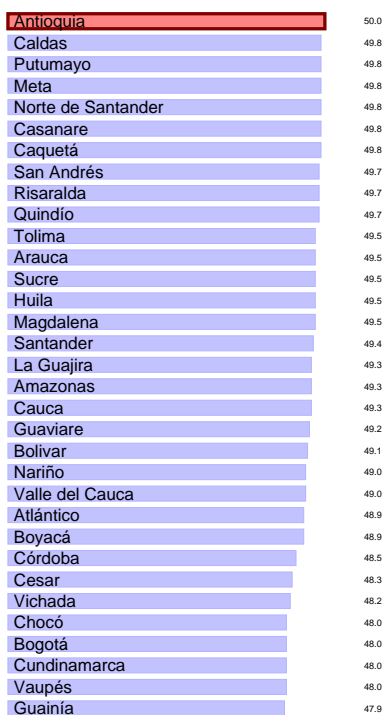 Antioquia 50.0
Caldas 49.8
Putumayo 49.8
Meta 49.8
Norte de Santander 49.8
Casanare 49.8
Caquetá 49.8
San Andrés 49.7
Risaralda 49.7
Quindío 49.7
Tolima 49.5
Arauca 49.5
Sucre 49.5
Huila 49.5
Magdalena 49.5
Santander 49.4
La Guajira 49.3
Amazonas 49.3
Cauca 49.3
Guaviare 49.2
Bolivar 49.1
Nariño 49.0
Valle del Cauca 49.0
Atlántico 48.9
Boyacá 48.9
Córdoba 48.5
Cesar 48.3
Vichada 48.2
Chocó 48.0
Bogotá 48.0
Cundinamarca 48.0
Vaupés 48.0
Guainía 47.9